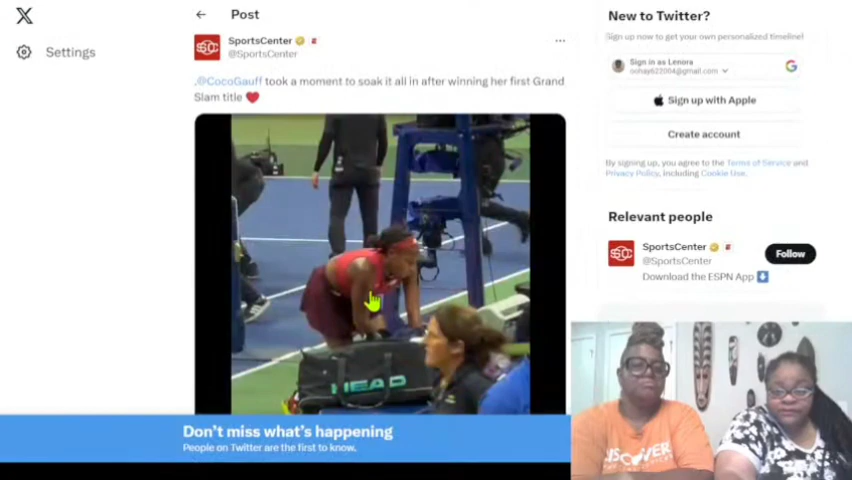 Post
New to Twitter?
Sign up now to get your own personalized timeline!
Settings
SportsCenter
@SportsCenter
.@CocoGauff took a moment to soak it all in after winning her first Grand
Slam title
HEAD
Don't miss what's happening
People on Twitter are the first to know.
Sign in as Lenora
Sign up with Apple
Create account
By signing up, you agree to the Terms of Service and
Privacy Policy, including Cookie Use.
Relevant people
SportsCenter
@SportsCenter
Follow
Download the ESPN App